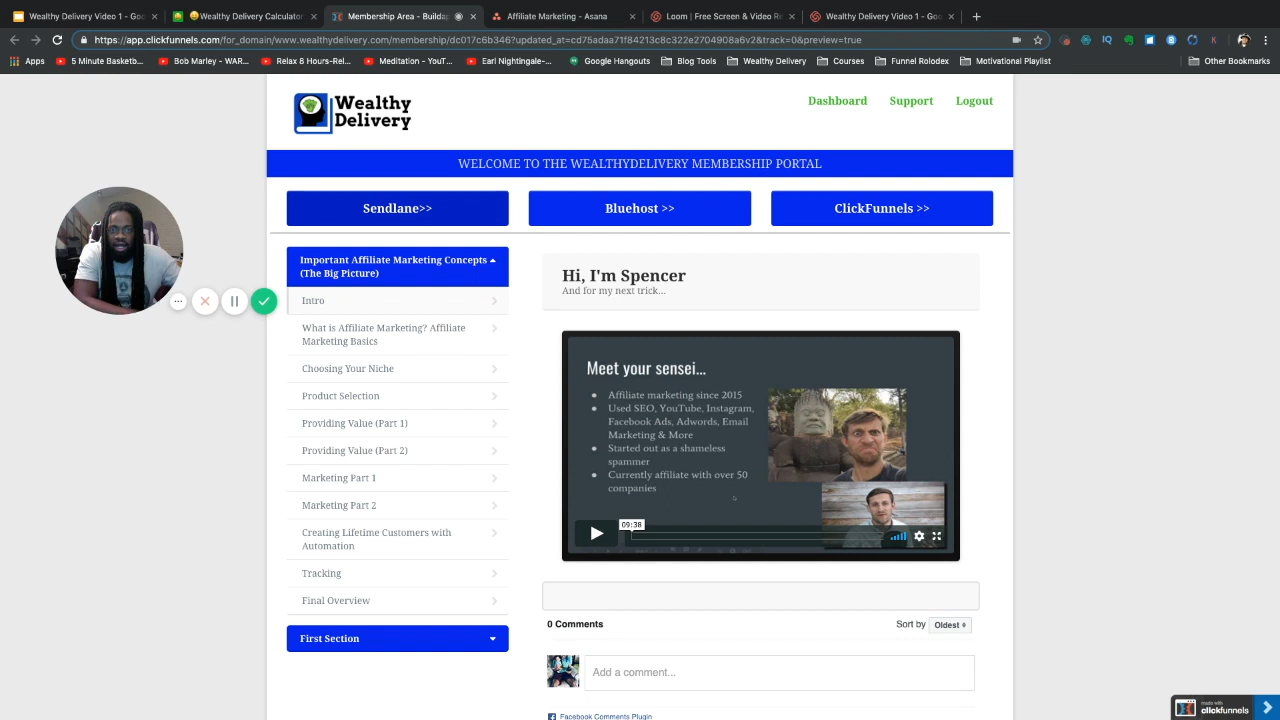 Wealthy Delivery Video 1 - Goo
Wealthy Delivery Calculator
Membership Area - Buildap
Affiliate Marketing - Asana
Loom | Free Screen & Video Re
Wealthy Delivery Video 1 - Goo
https://app.clickfunnels.com/for_domain/www.wealthydelivery.com/membership/dc017c6b346?updated_at=cd75adaa71f84213c8c322e2704908a6v2&track=0&preview=true
Apps
5 Minute Basketb...
Bob Marley - WAR...
Relax 8 Hours-Rel...
Meditation - YouT...
Earl Nightingale-...
Google Hangouts
Blog Tools
Wealthy Delivery
Courses
Funnel Rolodex
Motivational Playlist
Other Bookmarks
Wealthy
Delivery
Dashboard
Support
Logout
WELCOME TO THE WEALTHYDELIVERY MEMBERSHIP PORTAL
Sendlane>>
Bluehost >>
ClickFunnels >>
Important Affiliate Marketing Concepts
(The Big Picture)
Intro
What is Affiliate Marketing? Affiliate
Marketing Basics
Choosing Your Niche
Product Selection
Providing Value (Part 1)
Providing Value (Part 2)
Marketing Part 1
Marketing Part 2
Creating Lifetime Customers with
Automation
Tracking
Final Overview
First Section
Hi, I'm Spencer
And for my next trick...
Meet your sensei...
● Affiliate marketing since 2015
● Used SEO, YouTube, Instagram,
Facebook Ads, Adwords, Email
Marketing & More
● Started out as a shameless
spammer
● Currently affiliate with over 50
companies
09:38
0 Comments
Sort by
Oldest
Add a comment...
Facebook Comments Plugin
made with
clickfunnels